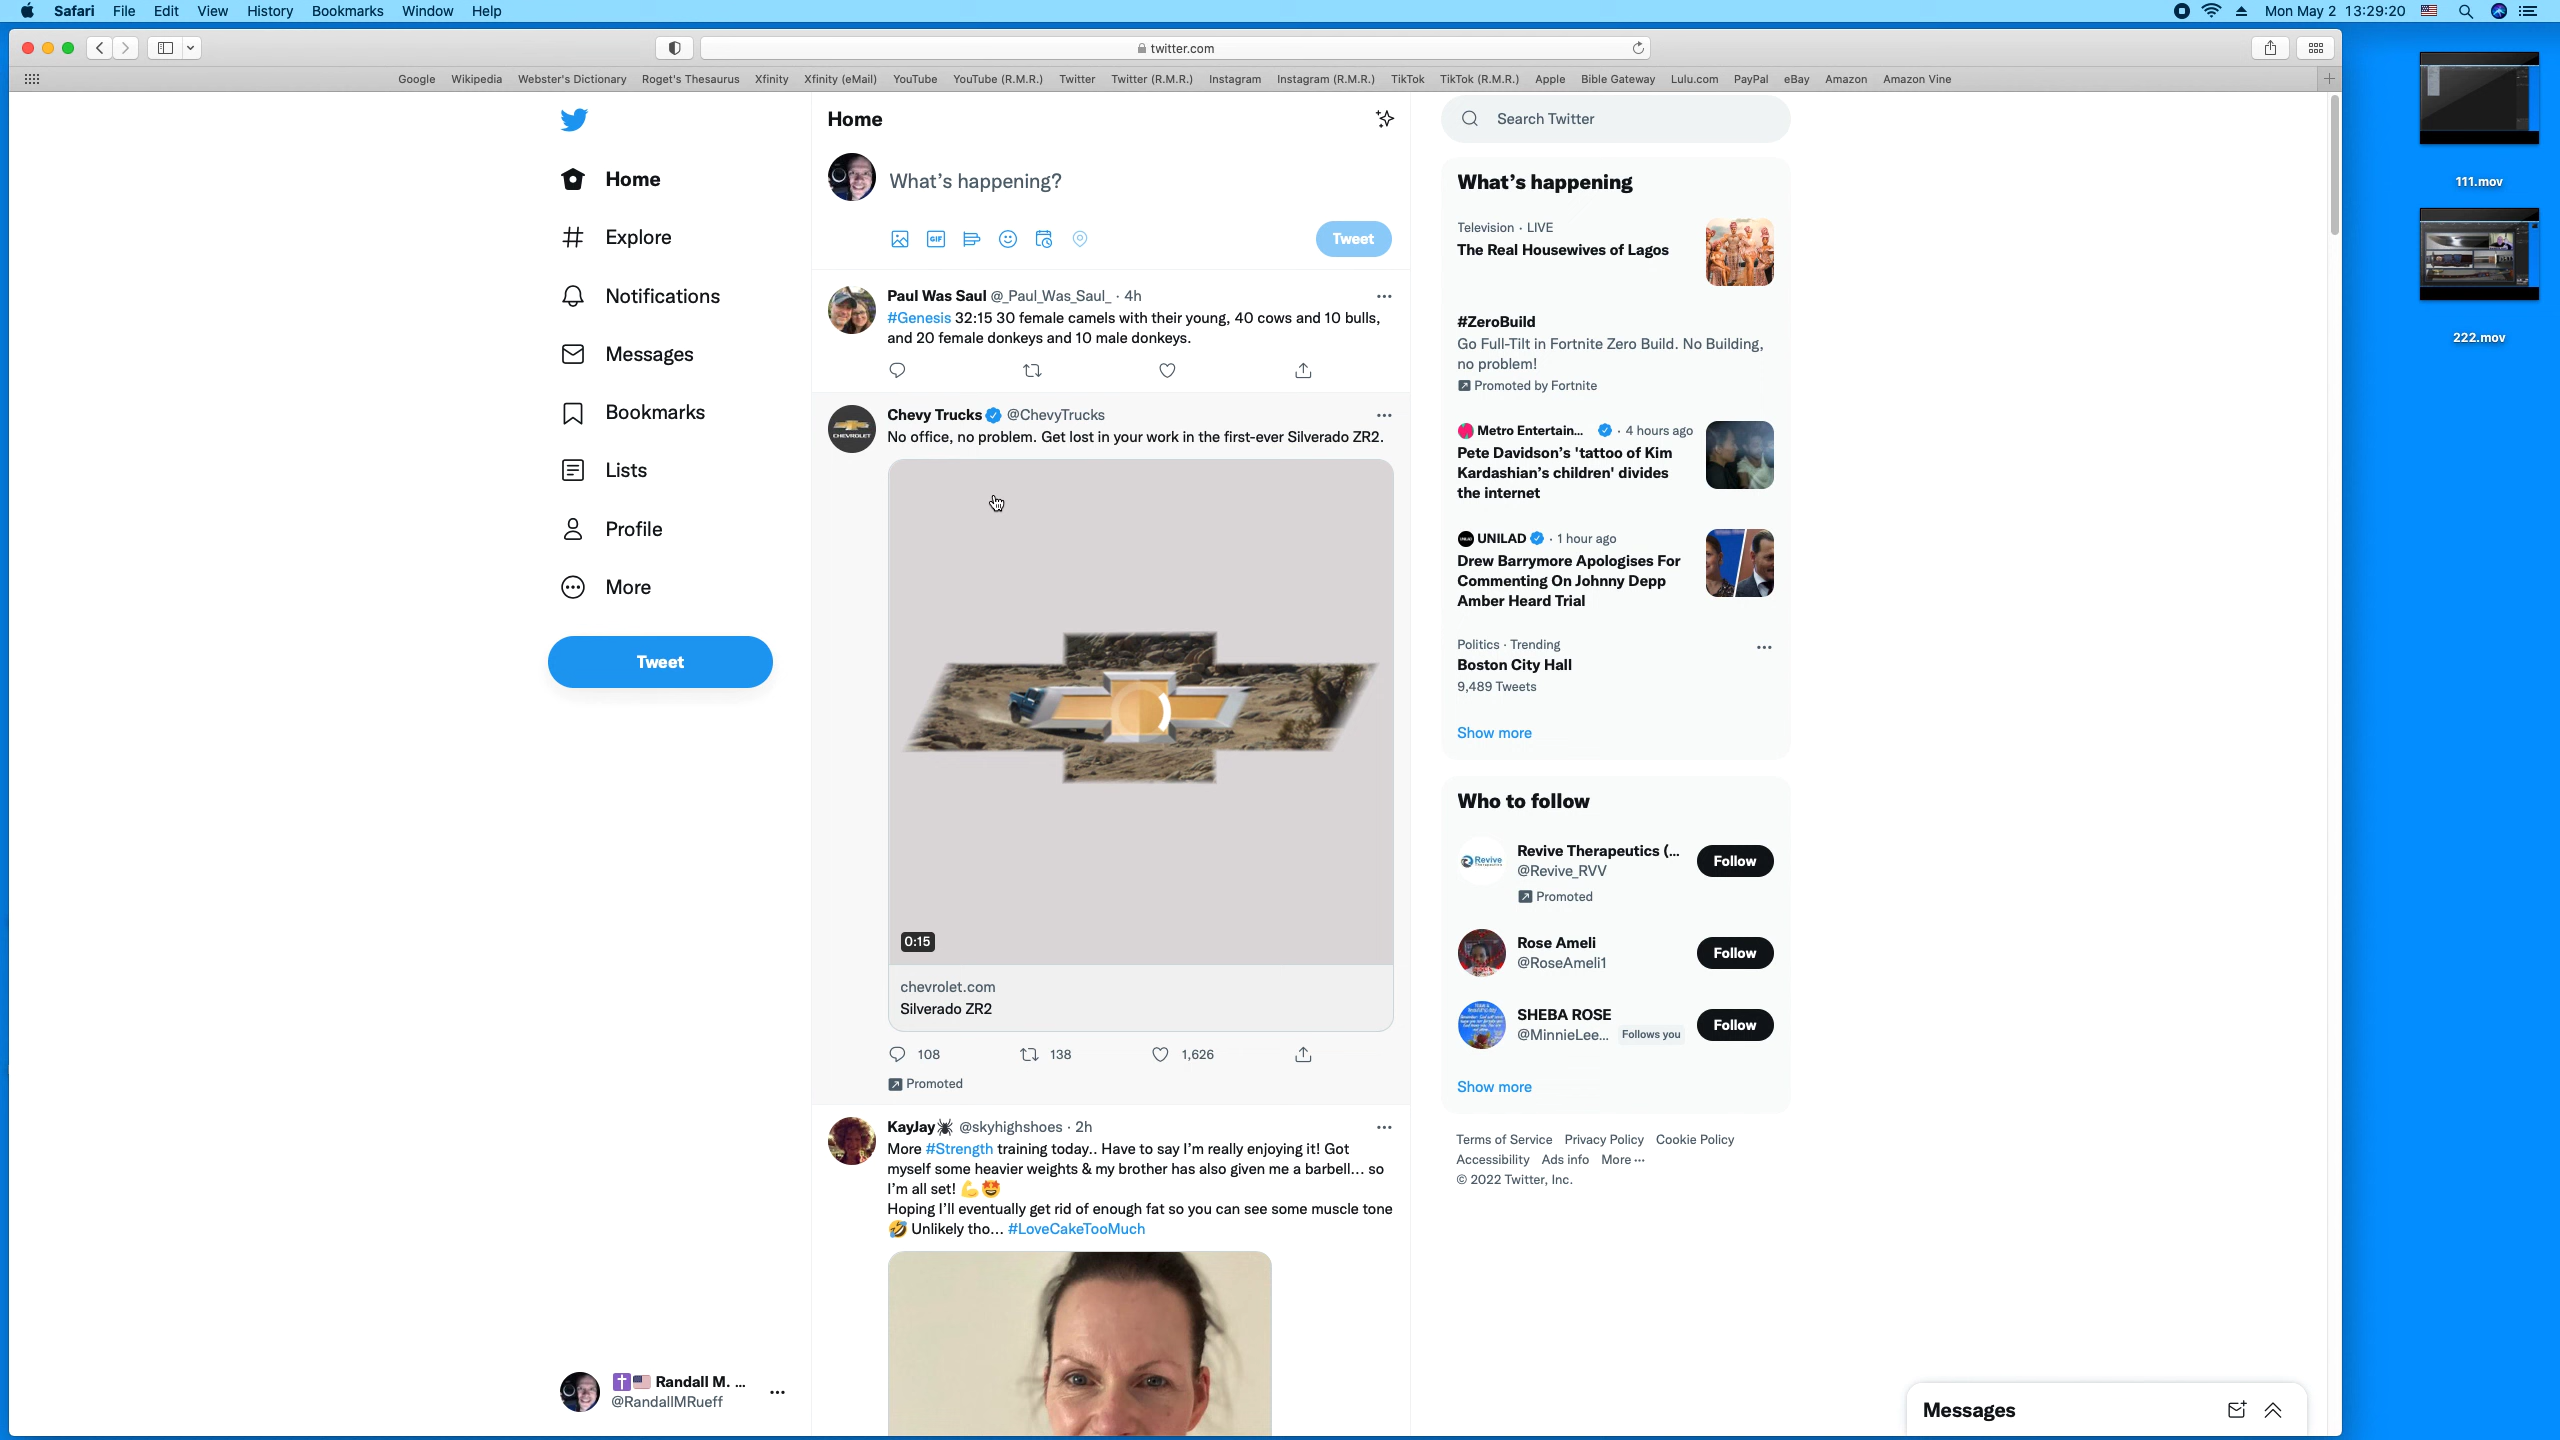 Safari File Edit View History Bookmarks Window Help
Mon May 2 13:29:20
twitter.com
Google Wikipedia Webster's Dictionary Roget's Thesaurus Xfinity Xfinity (eMail) YouTube YouTube (R.M.R.) Twitter Twitter (R.M.R.) Instagram Instagram (R.M.R.) TikTok TikTok (R.M.R.) Apple Bible Gateway Lulu.com PayPal eBay Amazon Amazon Vine
111.mov
222.mov
Home
Explore
Notifications
Messages
Bookmarks
Lists
Profile
More
Tweet
Randall M. ...
@RandallMRueff
Home
What's happening?
GIF
Tweet
Paul Was Saul @_Paul_Was_Saul_ · 4h
#Genesis 32:15 30 female camels with their young, 40 cows and 10 bulls,
and 20 female donkeys and 10 male donkeys.
CHEVROLET
Chevy Trucks @ChevyTrucks
No office, no problem. Get lost in your work in the first-ever Silverado ZR2.
0:15
chevrolet.com
Silverado ZR2
108 138 1,626
Promoted
KayJay @skyhighshoes · 2h
More #Strength training today.. Have to say I'm really enjoying it! Got
myself some heavier weights & my brother has also given me a barbell... so
I'm all set! 💪🤩
Hoping I'll eventually get rid of enough fat so you can see some muscle tone
🤣 Unlikely tho... #LoveCakeTooMuch
Search Twitter
What's happening
Television · LIVE
The Real Housewives of Lagos
#ZeroBuild
Go Full-Tilt in Fortnite Zero Build. No Building,
no problem!
Promoted by Fortnite
Metro Entertain... · 4 hours ago
Pete Davidson's 'tattoo of Kim
Kardashian's children' divides
the internet
UNILAD · 1 hour ago
Drew Barrymore Apologises For
Commenting On Johnny Depp
Amber Heard Trial
Politics · Trending
Boston City Hall
9,489 Tweets
Show more
Who to follow
Revive
Revive Therapeutics (...
@Revive_RVV
Promoted
Follow
Rose Ameli
@RoseAmeli1
Follow
SHEBA ROSE
@MinnieLee... Follows you
Follow
Show more
Terms of Service Privacy Policy Cookie Policy
Accessibility Ads info More ...
© 2022 Twitter, Inc.
Messages